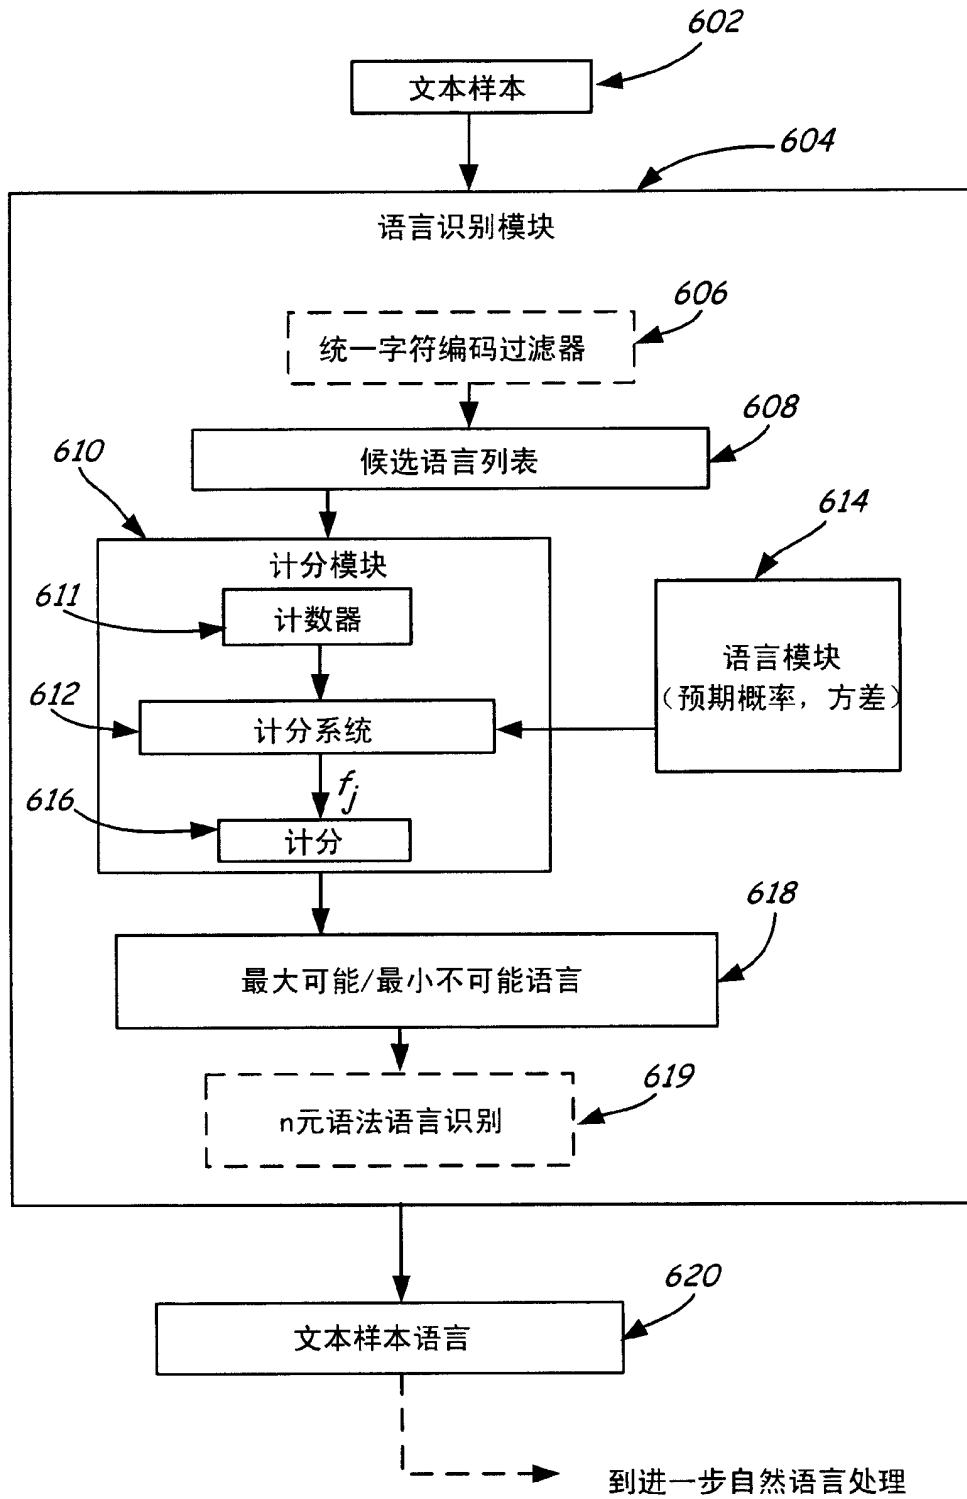 602
文本样本
604
语言识别模块
606
统一字符编码过滤器
608
候选语言列表
610
614
计分模块
611
计数器
语言模块
(预期概率，方差)
612
计分系统
fj
616
计分
618
最大可能/最小不可能语言
619
n元语法语言识别
620
文本样本语言
到进一步自然语言处理